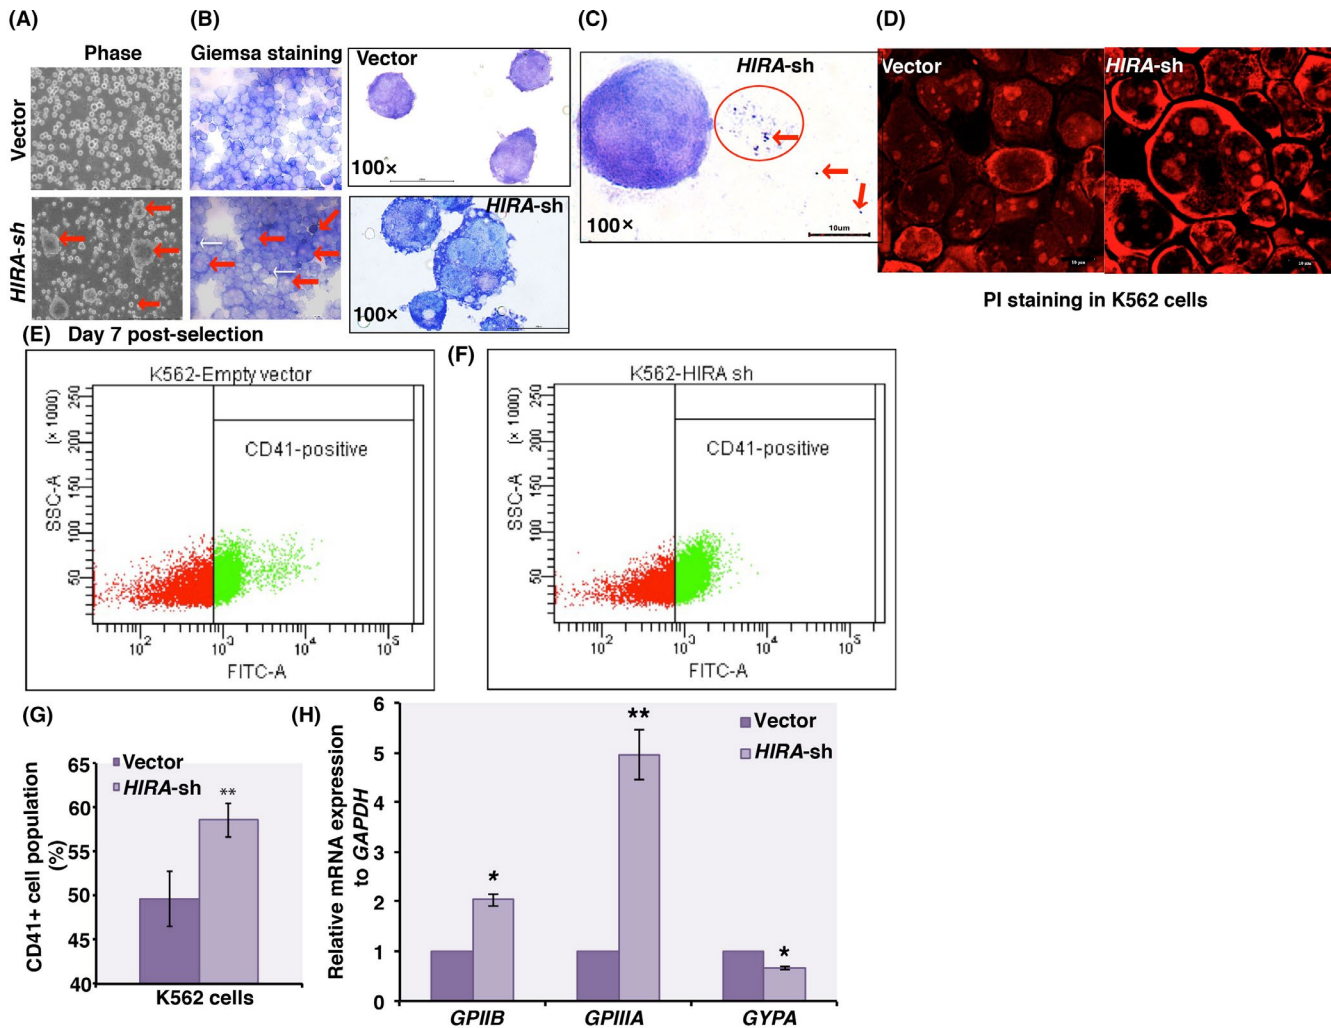 (A)
(B)
(C)
(D)
Phase
Giemsa staining
Vector
HIRA-sh
Vector
100×
HIRA-sh
100×
HIRA-sh
100×
10um
Vector
HIRA-sh
10 µm
10 µm
PI staining in K562 cells
(E) Day 7 post-selection
K562-Empty vector
CD41-positive
SSC-A
(× 1000)
50 100 150 200 250
10² 10³ 10⁴ 10⁵
FITC-A
(F)
K562-HIRA sh
CD41-positive
SSC-A
(× 1000)
50 100 150 200 250
10² 10³ 10⁴ 10⁵
FITC-A
(G)
Vector
HIRA-sh
CD41+ cell population
(%)
65
60
55
50
45
40
**
K562 cells
(H)
Relative mRNA expression
to GAPDH
6
5
4
3
2
1
0
Vector
HIRA-sh
*
**
*
GPIIB
GPIIIA
GYPA